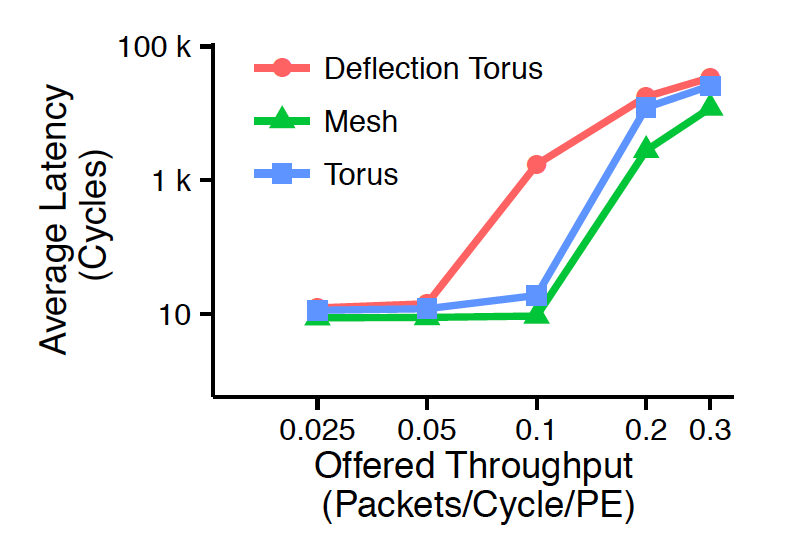 100 k
1 k
10
Average Latency
(Cycles)
Deflection Torus
Mesh
Torus
0.025 0.05 0.1 0.2 0.3
Offered Throughput
(Packets/Cycle/PE)